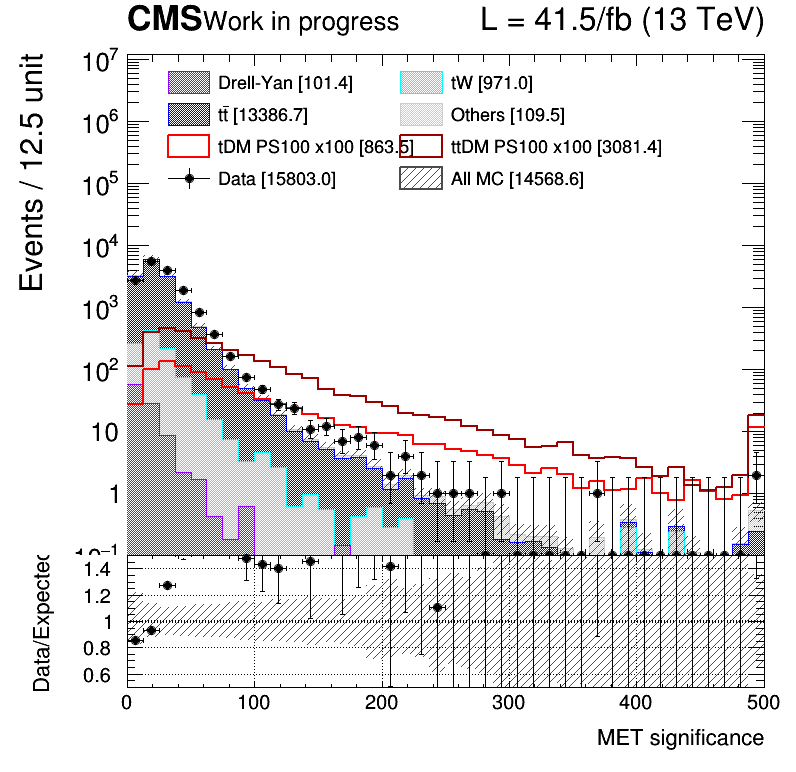 CMS Work in progress L = 41.5/fb (13 TeV)
Events / 12.5 unit
10⁷
10⁶
10⁵
10⁴
10³
10²
10
1
10⁻¹
Drell-Yan [101.4] tW [971.0]
tt̄ [13386.7] Others [109.5]
tDM PS100 x100 [863.5] ttDM PS100 x100 [3081.4]
Data [15803.0] All MC [14568.6]
Data/Expected
1.4
1.2
1
0.8
0.6
0 100 200 300 400 500
MET significance